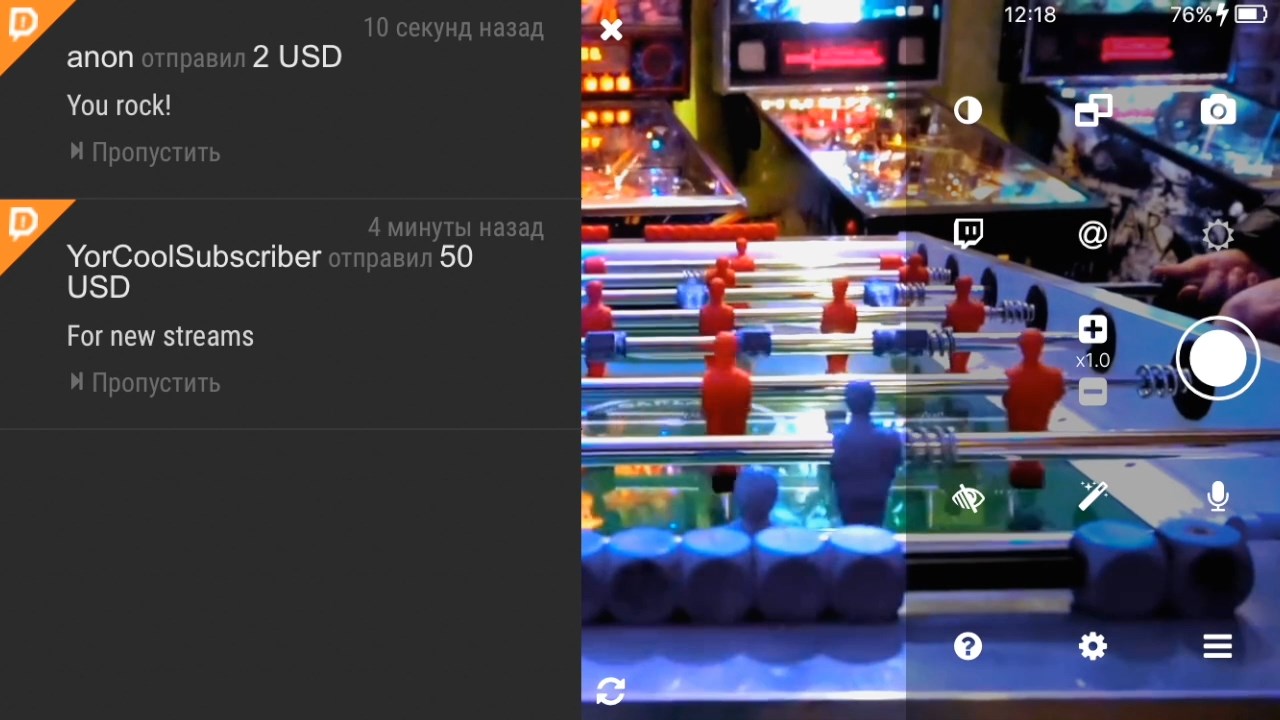 10 секунд назад
anon отправил 2 USD
You rock!
Пропустить
4 минуты назад
YorCoolSubscriber отправил 50
USD
For new streams
Пропустить
12:18
76%
@
x1.0